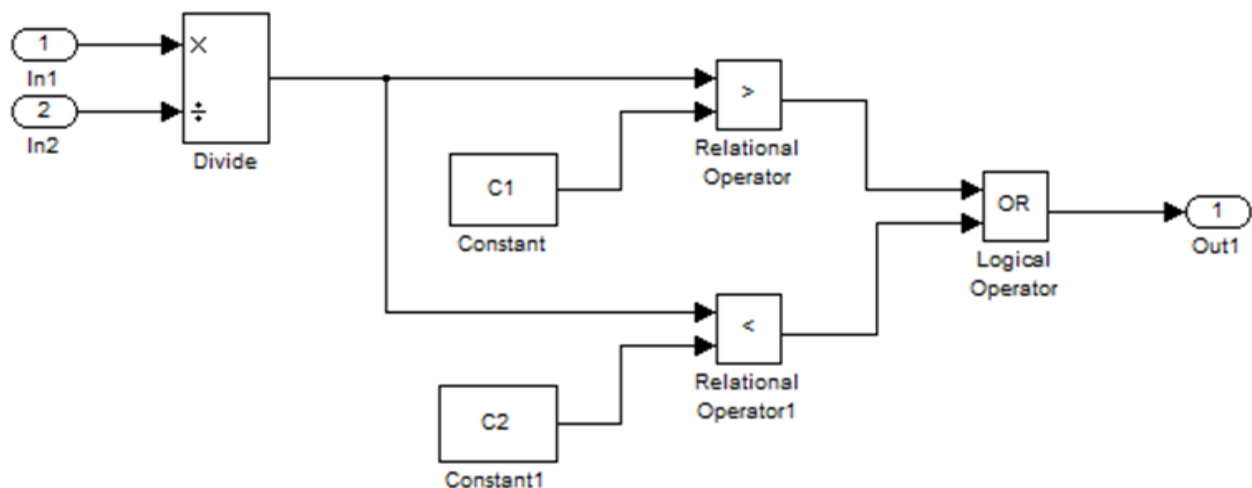 1
In1
2
In2
×
÷
Divide
C1
Constant
>
Relational
Operator
C2
Constant1
<
Relational
Operator1
OR
Logical
Operator
1
Out1